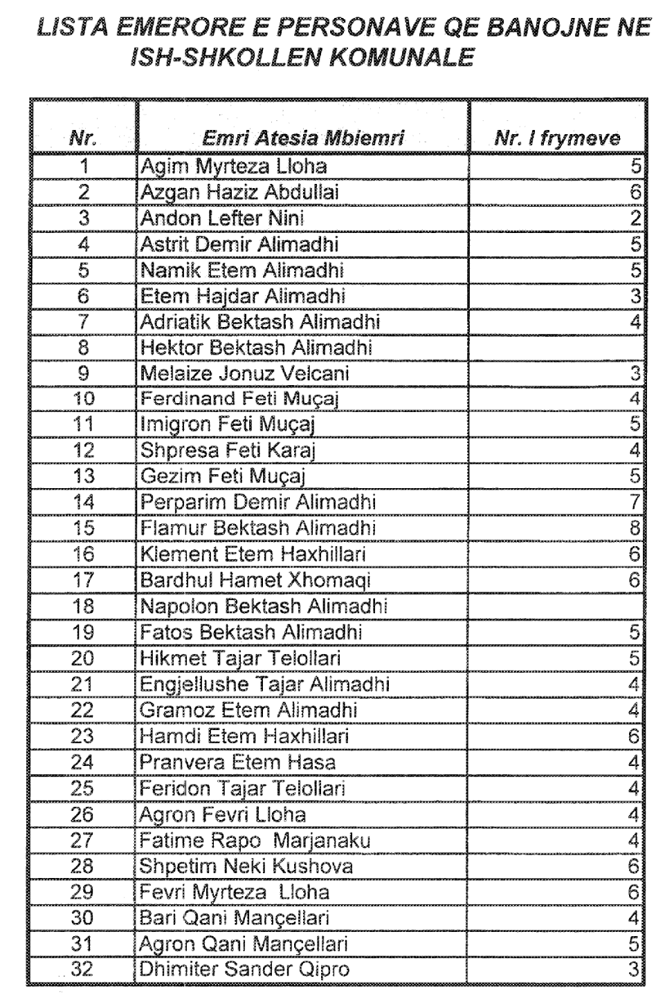 LISTA EMERORE E PERSONAVE QE BANOJNE NE
ISH-SHKOLLEN KOMUNALE
Nr. Emri Atesia Mbiemri Nr. I frymeve
1 Agim Myrteza Lloha 5
2 Azgan Haziz Abdullai 6
3 Andon Lefter Nini 2
4 Astrit Demir Alimadhi 5
5 Namik Etem Alimadhi 5
6 Etem Hajdar Alimadhi 3
7 Adriatik Bektash Alimadhi 4
8 Hektor Bektash Alimadhi
9 Melaize Jonuz Velcani 3
10 Ferdinand Feti Muçaj 4
11 Imigron Feti Muçaj 5
12 Shpresa Feti Karaj 4
13 Gezim Feti Muçaj 5
14 Perparim Demir Alimadhi 7
15 Flamur Bektash Alimadhi 8
16 Klement Etem Haxhillari 6
17 Bardhul Hamet Xhomaqi 6
18 Napolon Bektash Alimadhi
19 Fatos Bektash Alimadhi 5
20 Hikmet Tajar Telollari 5
21 Engjellushe Tajar Alimadhi 4
22 Gramoz Etem Alimadhi 4
23 Hamdi Etem Haxhillari 6
24 Pranvera Etem Hasa 4
25 Feridon Tajar Telollari 4
26 Agron Fevri Lloha 4
27 Fatime Rapo Marjanaku 4
28 Shpetim Neki Kushova 6
29 Fevri Myrteza Lloha 6
30 Bari Qani Mançellari 4
31 Agron Qani Mançellari 5
32 Dhimiter Sander Qipro 3